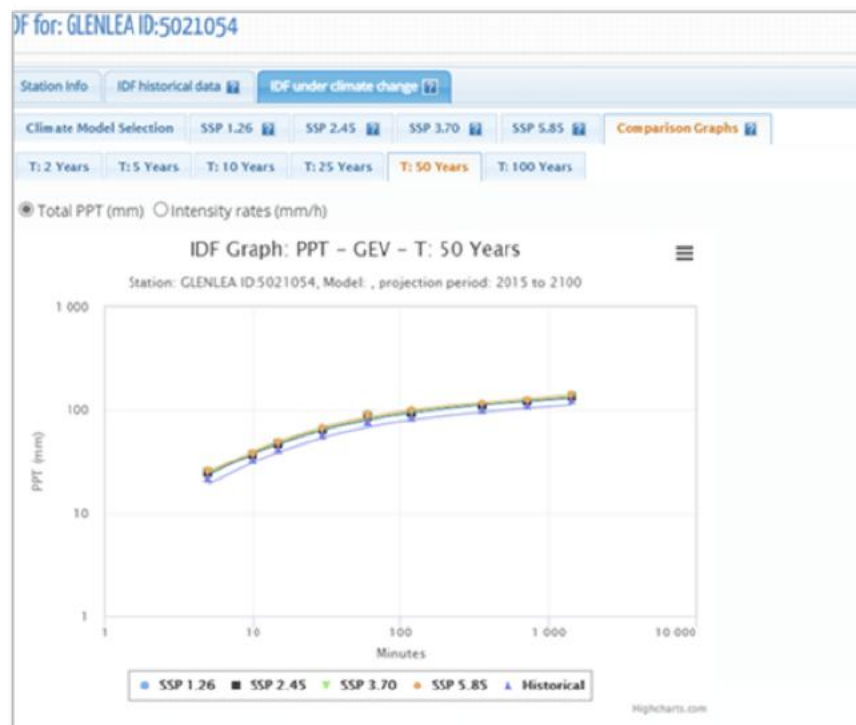 DF for: GLENLEA ID:5021054
Station Info IDF historical data ? IDF under climate change ?
Climate Model Selection SSP 1.26 ? SSP 2.45 ? SSP 3.70 ? SSP 5.85 ? Comparison Graphs ?
T: 2 Years T: 5 Years T: 10 Years T: 25 Years T: 50 Years T: 100 Years
Total PPT (mm) Intensity rates (mm/h)
IDF Graph: PPT - GEV - T: 50 Years
Station: GLENLEA ID:5021054, Model: , projection period: 2015 to 2100
1 000
100
10
1
PPT (mm)
1 10 100 1 000 10 000
Minutes
SSP 1.26 SSP 2.45 SSP 3.70 SSP 5.85 Historical
Highcharts.com